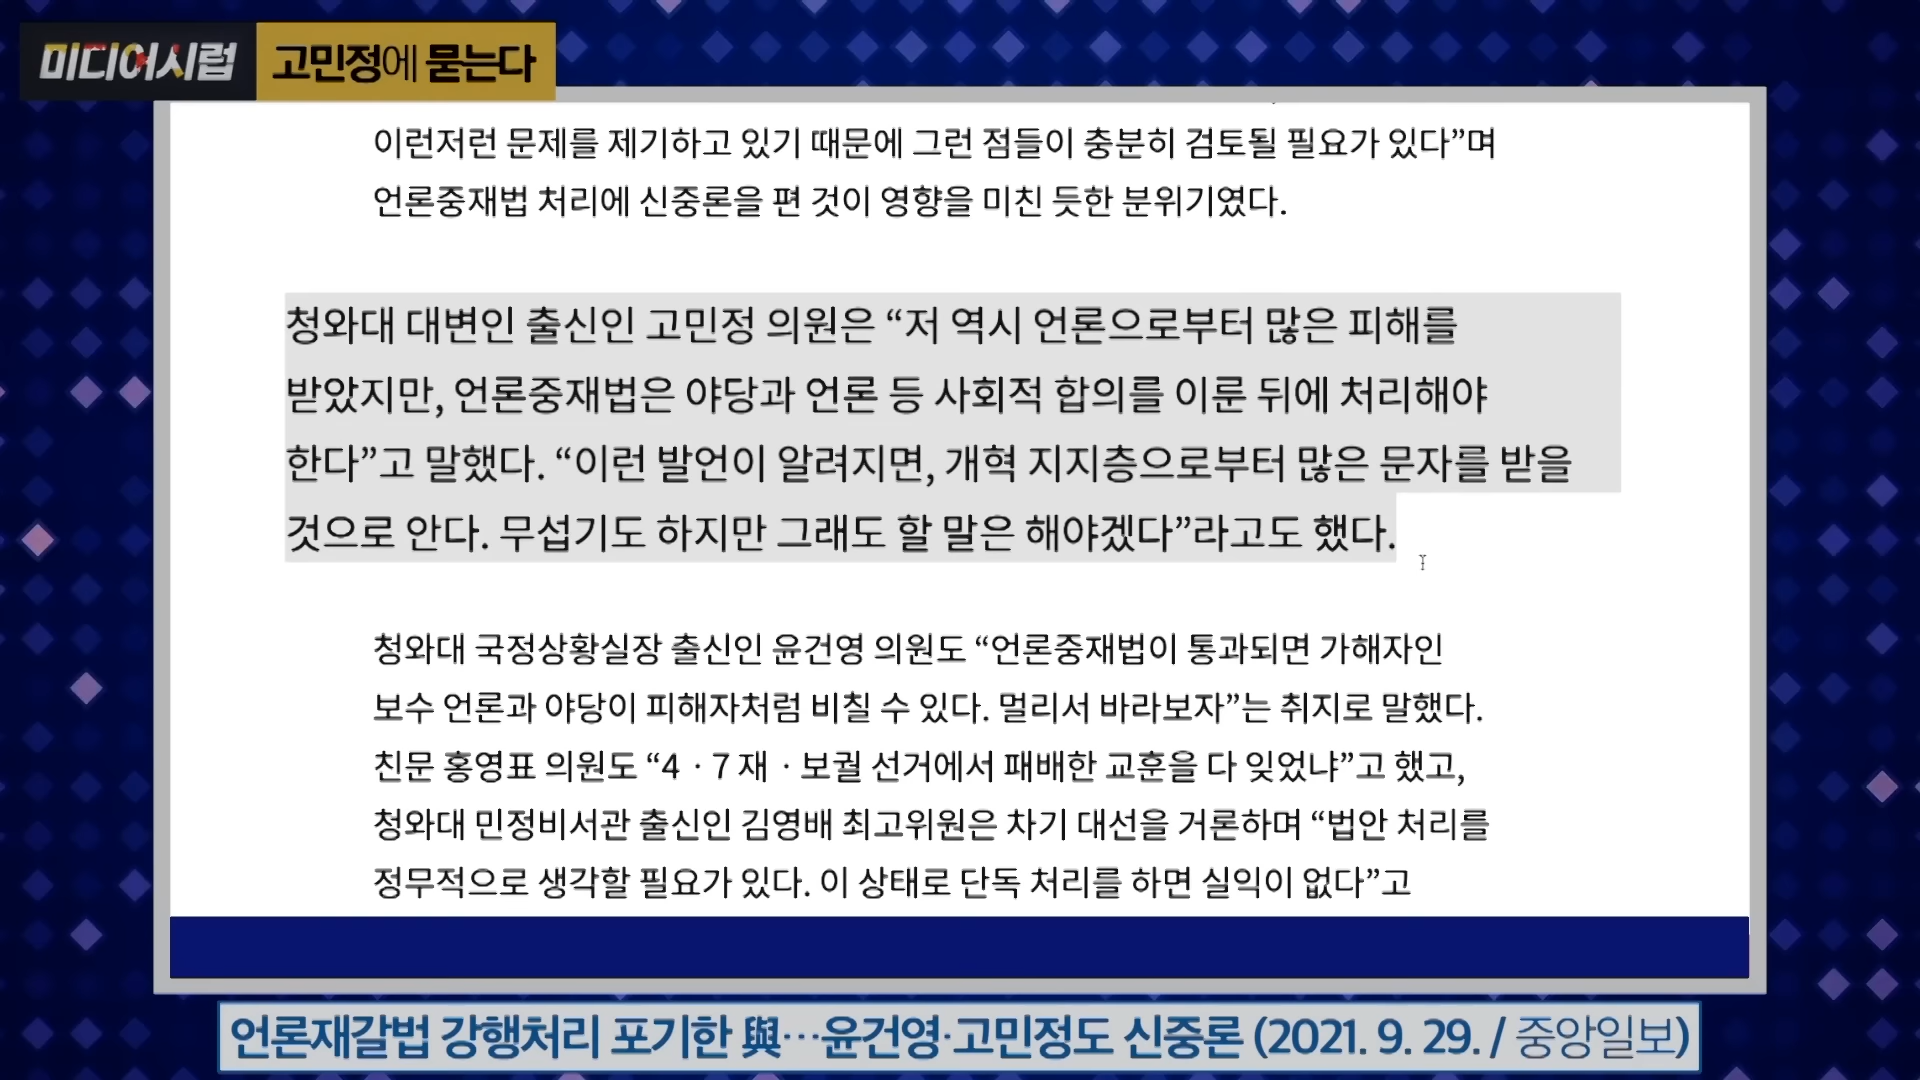 미디어시럽
고민정에 묻는다
이런저런 문제를 제기하고 있기 때문에 그런 점들이 충분히 검토될 필요가 있다”며
언론중재법 처리에 신중론을 편 것이 영향을 미친 듯한 분위기였다.
청와대 대변인 출신인 고민정 의원은 “저 역시 언론으로부터 많은 피해를
받았지만, 언론중재법은 야당과 언론 등 사회적 합의를 이룬 뒤에 처리해야
한다”고 말했다. “이런 발언이 알려지면, 개혁 지지층으로부터 많은 문자를 받을
것으로 안다. 무섭기도 하지만 그래도 할 말은 해야겠다”라고도 했다.
청와대 국정상황실장 출신인 윤건영 의원도 “언론중재법이 통과되면 가해자인
보수 언론과 야당이 피해자처럼 비칠 수 있다. 멀리서 바라보자”는 취지로 말했다.
친문 홍영표 의원도 “4ㆍ7 재ㆍ보궐 선거에서 패배한 교훈을 다 잊었냐”고 했고,
청와대 민정비서관 출신인 김영배 최고위원은 차기 대선을 거론하며 “법안 처리를
정무적으로 생각할 필요가 있다. 이 상태로 단독 처리를 하면 실익이 없다”고
언론재갈법 강행처리 포기한 與…윤건영·고민정도 신중론 (2021. 9. 29. / 중앙일보)